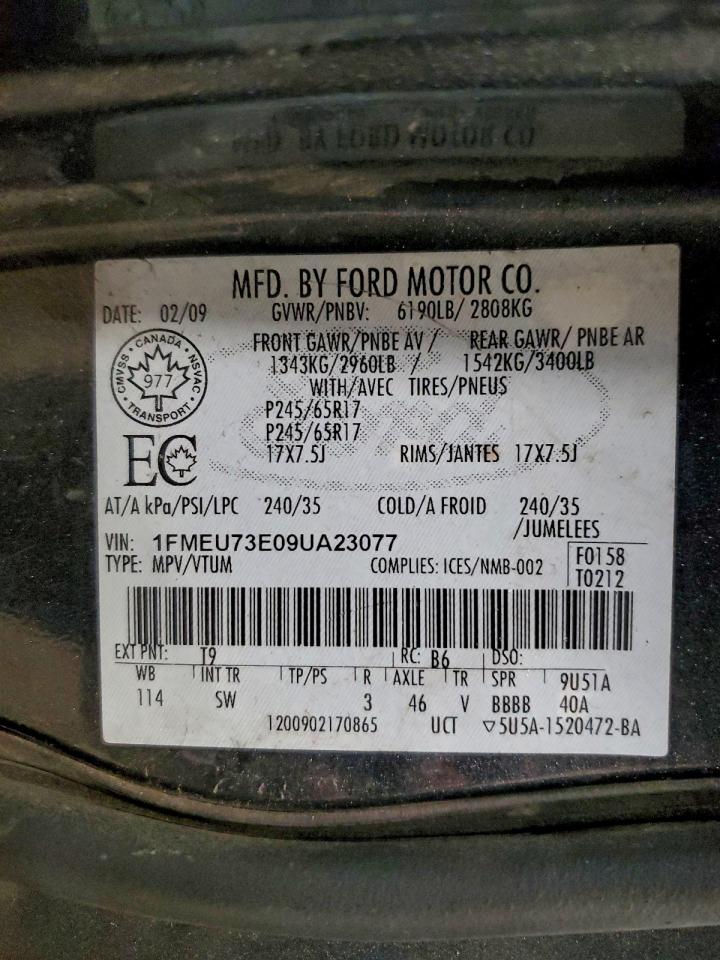 MFD. BY FORD MOTOR CO.
DATE: 02/09 GVWR/PNBV: 6190LB/ 2808KG
FRONT GAWR/PNBE AV / REAR GAWR/ PNBE AR
1343KG/2960LB / 1542KG/3400LB
WITH/AVEC TIRES/PNEUS
P245/65R17
P245/65R17
17X7.5J RIMS/JANTES 17X7.5J
CMVSS • CANADA • NSVAC • TRANSPORT •
977
EC
AT/A kPa/PSI/LPC 240/35 COLD/A FROID 240/35
/JUMELEES
VIN: 1FMEU73E09UA23077
TYPE: MPV/VTUM COMPLIES: ICES/NMB-002
F0158
T0212
EXT PNT: T9 RC: B6 DSO:
WB INT TR TP/PS R AXLE TR SPR 9U51A
114 SW 3 46 V BBBB 40A
1200902170865 UCT ▽5U5A-1520472-BA